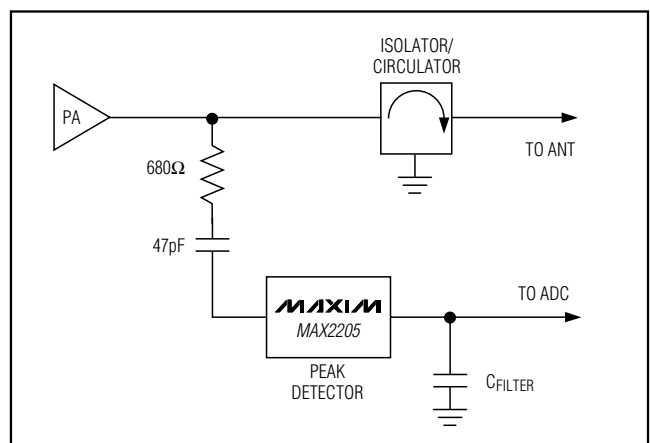 ISOLATOR/
CIRCULATOR
PA
TO ANT
680Ω
47pF
MAXIM
MAX2205
TO ADC
PEAK
DETECTOR
CFILTER